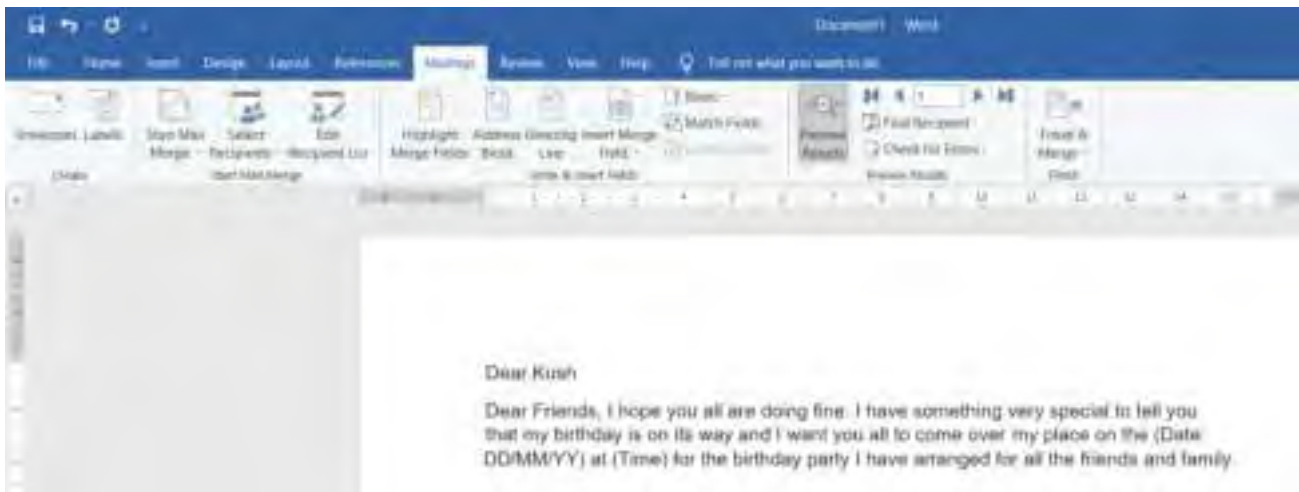 Document1 Word
File Home Insert Design Layout References Mailings Review View Help Tell me what you want to do
Envelopes Labels Start Mail Merge Select Recipients Edit Recipient List Highlight Merge Fields Address Block Greeting Line Insert Merge Field Rules Match Fields Preview Results 1 Find Recipient Check for Errors Finish & Merge
Create Start Mail Merge Write & Insert Fields Preview Results Finish
Dear Kush
Dear Friends, I hope you all are doing fine. I have something very special to tell you
that my birthday is on its way and I want you all to come over my place on the (Date:
DD/MM/YY) at (Time) for the birthday party I have arranged for all the friends and family.